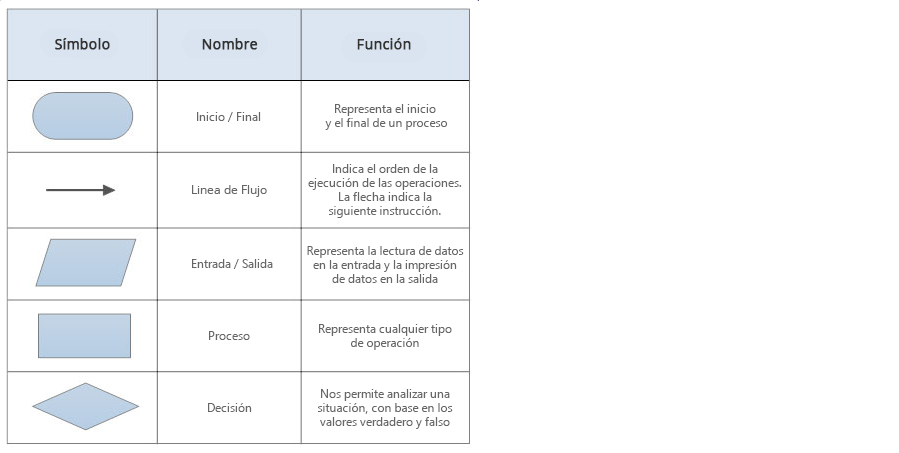 Símbolo
Nombre
Función
Inicio / Final
Representa el inicio
y el final de un proceso
Linea de Flujo
Indica el orden de la
ejecución de las operaciones.
La flecha indica la
siguiente instrucción.
Entrada / Salida
Representa la lectura de datos
en la entrada y la impresión
de datos en la salida
Proceso
Representa cualquier tipo
de operación
Decisión
Nos permite analizar una
situación, con base en los
valores verdadero y falso